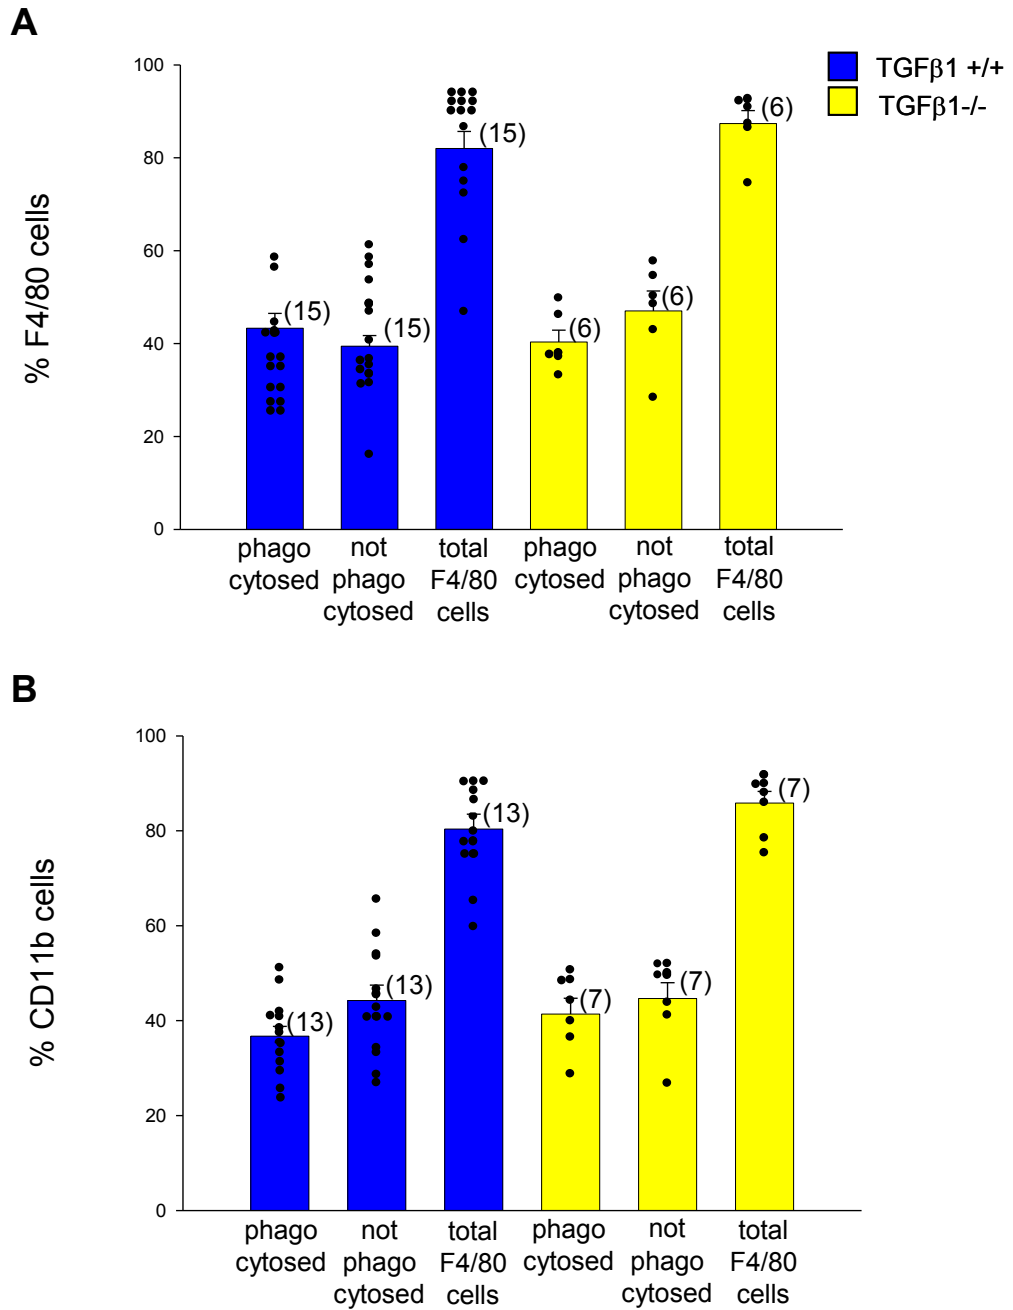 A
TGFβ1 +/+
TGFβ1-/-
% F4/80 cells
100
80
60
40
20
0
(15)
(15)
(15)
(6)
(6)
(6)
phago
cytosed
not
phago
cytosed
total
F4/80
cells
phago
cytosed
not
phago
cytosed
total
F4/80
cells
B
% CD11b cells
100
80
60
40
20
0
(13)
(13)
(13)
(7)
(7)
(7)
phago
cytosed
not
phago
cytosed
total
F4/80
cells
phago
cytosed
not
phago
cytosed
total
F4/80
cells